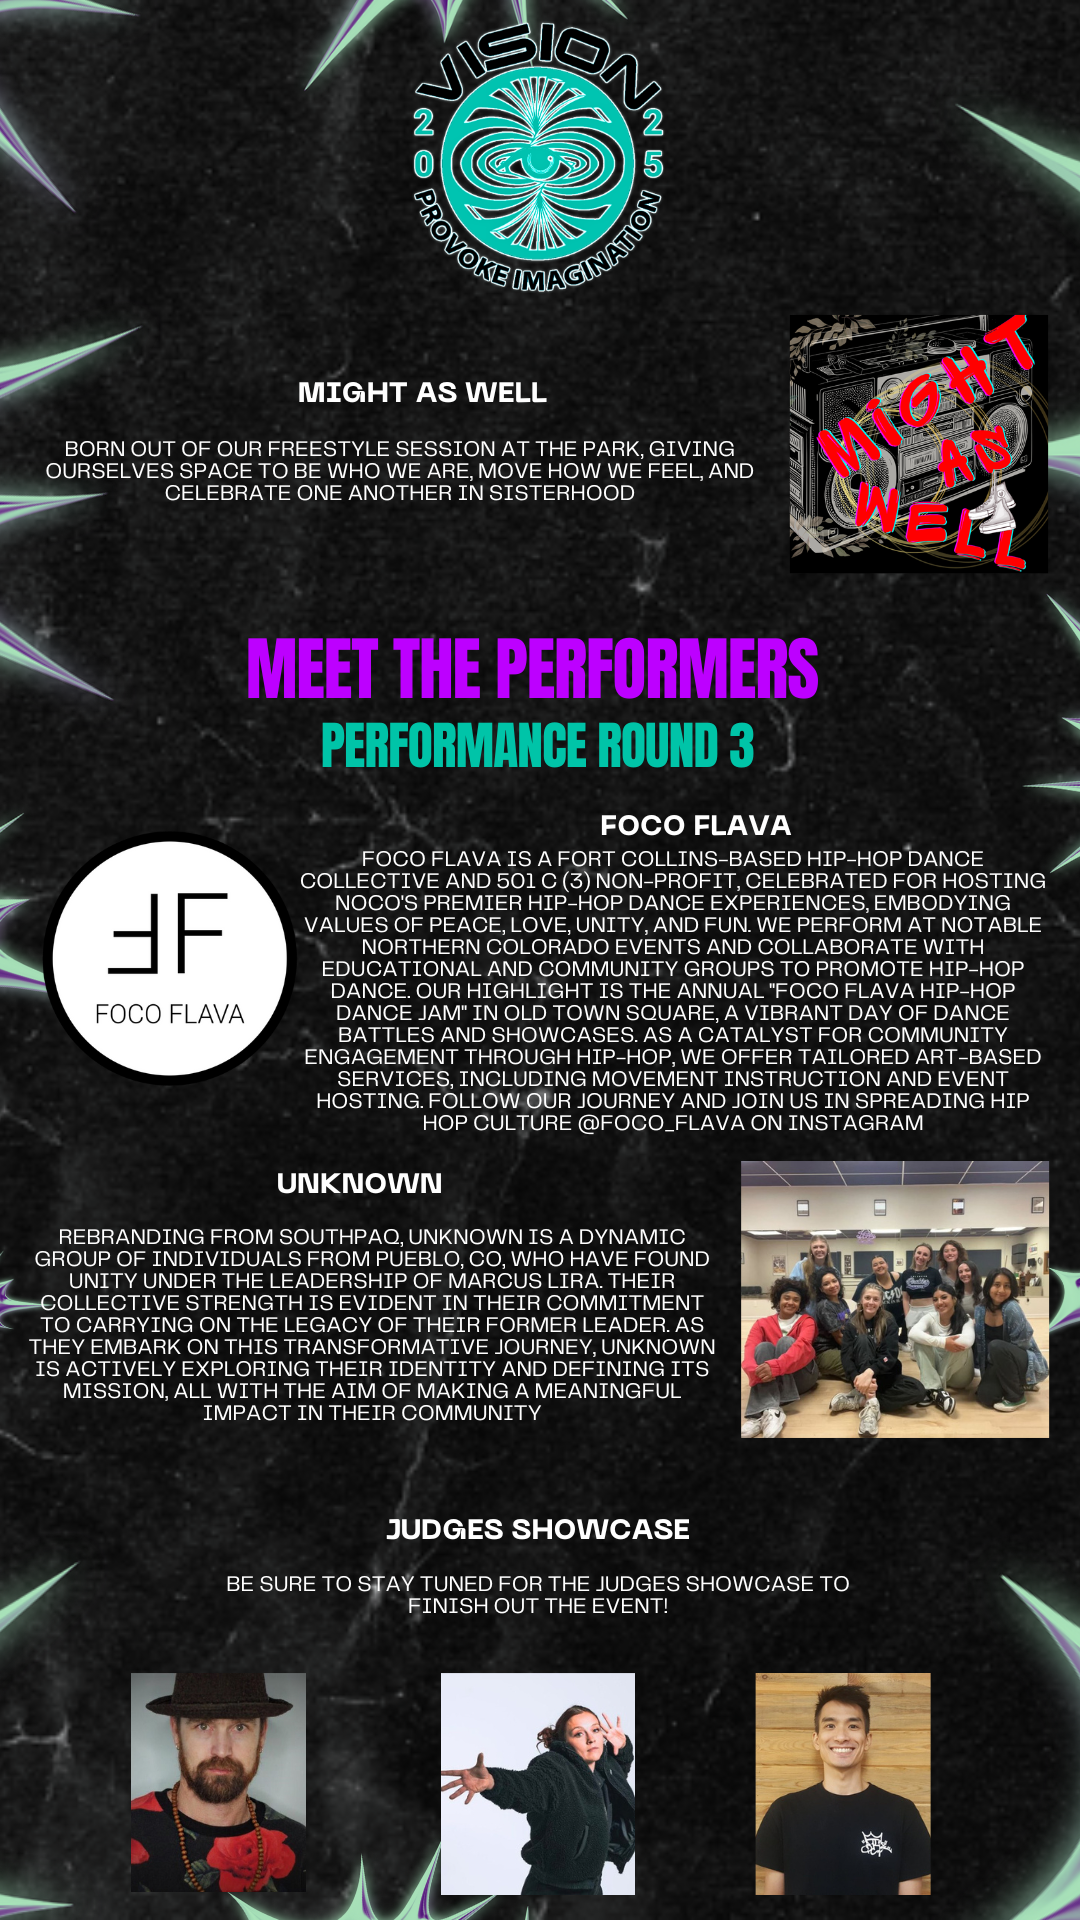 VISION
20
25
PROVOKE IMAGINATION
MIGHT AS WELL
BORN OUT OF OUR FREESTYLE SESSION AT THE PARK, GIVING
OURSELVES SPACE TO BE WHO WE ARE, MOVE HOW WE FEEL, AND
CELEBRATE ONE ANOTHER IN SISTERHOOD
MIGHT
AS
WELL
MEET THE PERFORMERS
PERFORMANCE ROUND 3
FOCO FLAVA
FOCO FLAVA IS A FORT COLLINS-BASED HIP-HOP DANCE
COLLECTIVE AND 501 C (3) NON-PROFIT, CELEBRATED FOR HOSTING
NOCO'S PREMIER HIP-HOP DANCE EXPERIENCES, EMBODYING
VALUES OF PEACE, LOVE, UNITY, AND FUN. WE PERFORM AT NOTABLE
NORTHERN COLORADO EVENTS AND COLLABORATE WITH
EDUCATIONAL AND COMMUNITY GROUPS TO PROMOTE HIP-HOP
DANCE. OUR HIGHLIGHT IS THE ANNUAL "FOCO FLAVA HIP-HOP
DANCE JAM" IN OLD TOWN SQUARE, A VIBRANT DAY OF DANCE
BATTLES AND SHOWCASES. AS A CATALYST FOR COMMUNITY
ENGAGEMENT THROUGH HIP-HOP, WE OFFER TAILORED ART-BASED
SERVICES, INCLUDING MOVEMENT INSTRUCTION AND EVENT
HOSTING. FOLLOW OUR JOURNEY AND JOIN US IN SPREADING HIP
HOP CULTURE @FOCO_FLAVA ON INSTAGRAM
FF
FOCO FLAVA
UNKNOWN
REBRANDING FROM SOUTHPAQ, UNKNOWN IS A DYNAMIC
GROUP OF INDIVIDUALS FROM PUEBLO, CO, WHO HAVE FOUND
UNITY UNDER THE LEADERSHIP OF MARCUS LIRA. THEIR
COLLECTIVE STRENGTH IS EVIDENT IN THEIR COMMITMENT
TO CARRYING ON THE LEGACY OF THEIR FORMER LEADER. AS
THEY EMBARK ON THIS TRANSFORMATIVE JOURNEY, UNKNOWN
IS ACTIVELY EXPLORING THEIR IDENTITY AND DEFINING ITS
MISSION, ALL WITH THE AIM OF MAKING A MEANINGFUL
IMPACT IN THEIR COMMUNITY
JUDGES SHOWCASE
BE SURE TO STAY TUNED FOR THE JUDGES SHOWCASE TO
FINISH OUT THE EVENT!